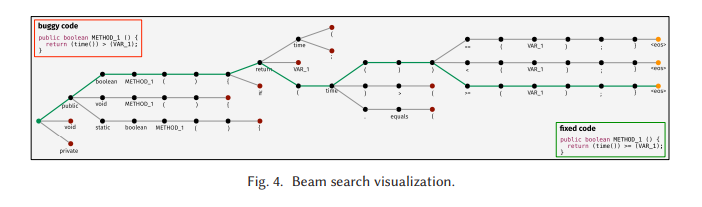 buggy code
public boolean METHOD_1 () {
return (time()) > (VAR_1);
}
public
void
private
boolean METHOD_1 ( ) {
void METHOD_1 ( ) {
static boolean METHOD_1 ( ) {
return
if
time
(
;
VAR_1
( time
( ) )
) > (
. equals (
== ( VAR_1 ) ; } <eos>
< ( VAR_1 ) ; } <eos>
>= ( VAR_1 ) ; } <eos>
fixed code
public boolean METHOD_1 () {
return (time()) >= (VAR_1);
}
Fig. 4. Beam search visualization.